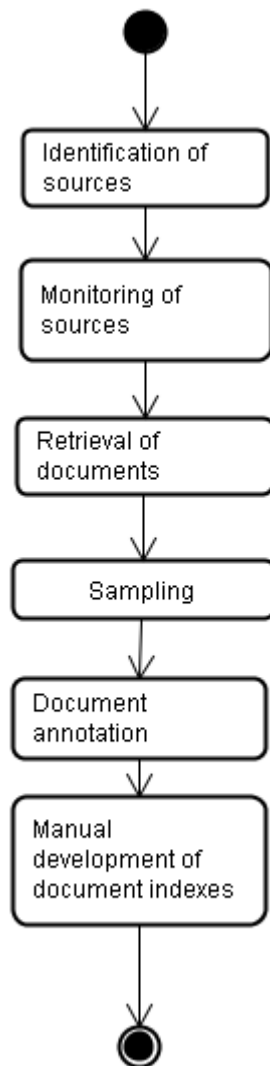 Identification of
sources
Monitoring of
sources
Retrieval of
documents
Sampling
Document
annotation
Manual
development of
document indexes